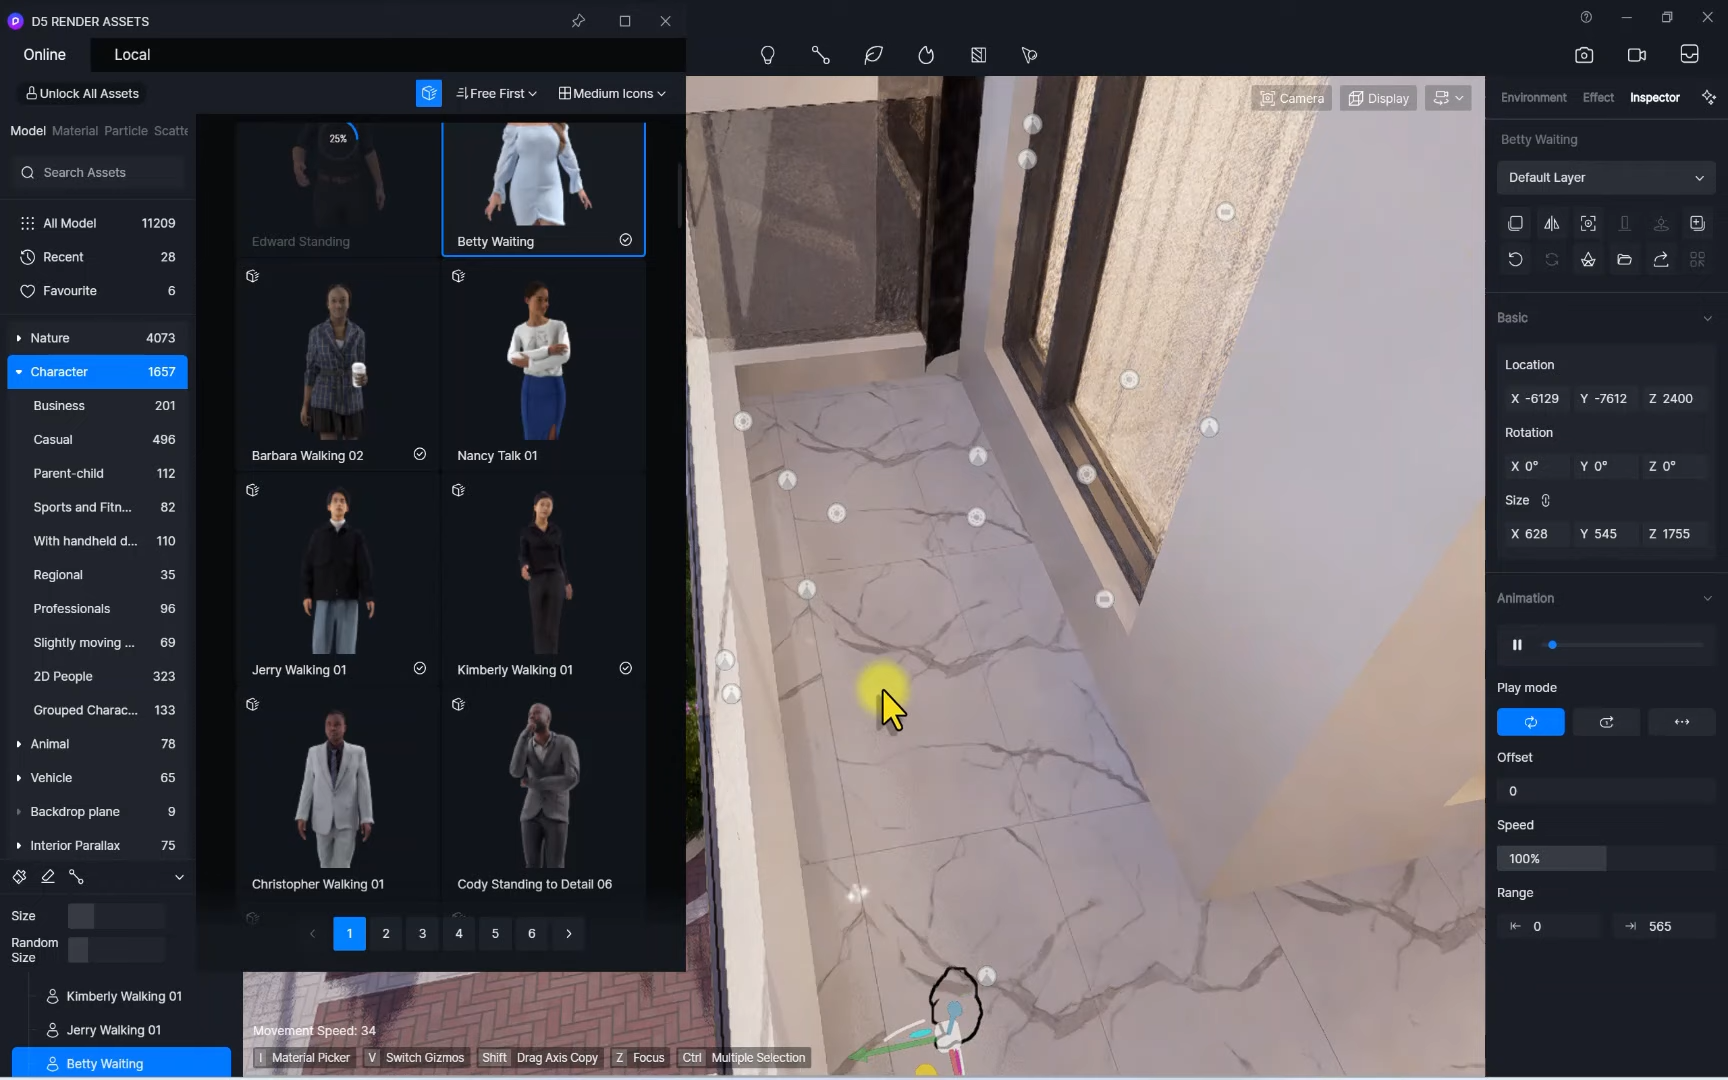 D5 RENDER ASSETS
Online
Local
Unlock All Assets
Free First
Medium Icons
Model
Material
Particle
Scatte
Search Assets
All Model 11209
Recent 28
Favourite 6
Nature 4073
Character 1657
Business 201
Casual 496
Parent-child 112
Sports and Fitn... 82
With handheld d... 110
Regional 35
Professionals 96
Slightly moving ... 69
2D People 323
Grouped Charac... 133
Animal 78
Vehicle 65
Backdrop plane 9
Interior Parallax 75
Size
Random
Size
Kimberly Walking 01
Jerry Walking 01
Betty Waiting
25%
Edward Standing
Betty Waiting
Barbara Walking 02
Nancy Talk 01
Jerry Walking 01
Kimberly Walking 01
Christopher Walking 01
Cody Standing to Detail 06
1 2 3 4 5 6
Camera
Display
Movement Speed: 34
I Material Picker V Switch Gizmos Shift Drag Axis Copy Z Focus Ctrl Multiple Selection
Environment
Effect
Inspector
Betty Waiting
Default Layer
Basic
Location
X -6129 Y -7612 Z 2400
Rotation
X 0° Y 0° Z 0°
Size
X 628 Y 545 Z 1755
Animation
Play mode
Offset
0
Speed
100%
Range
0 565